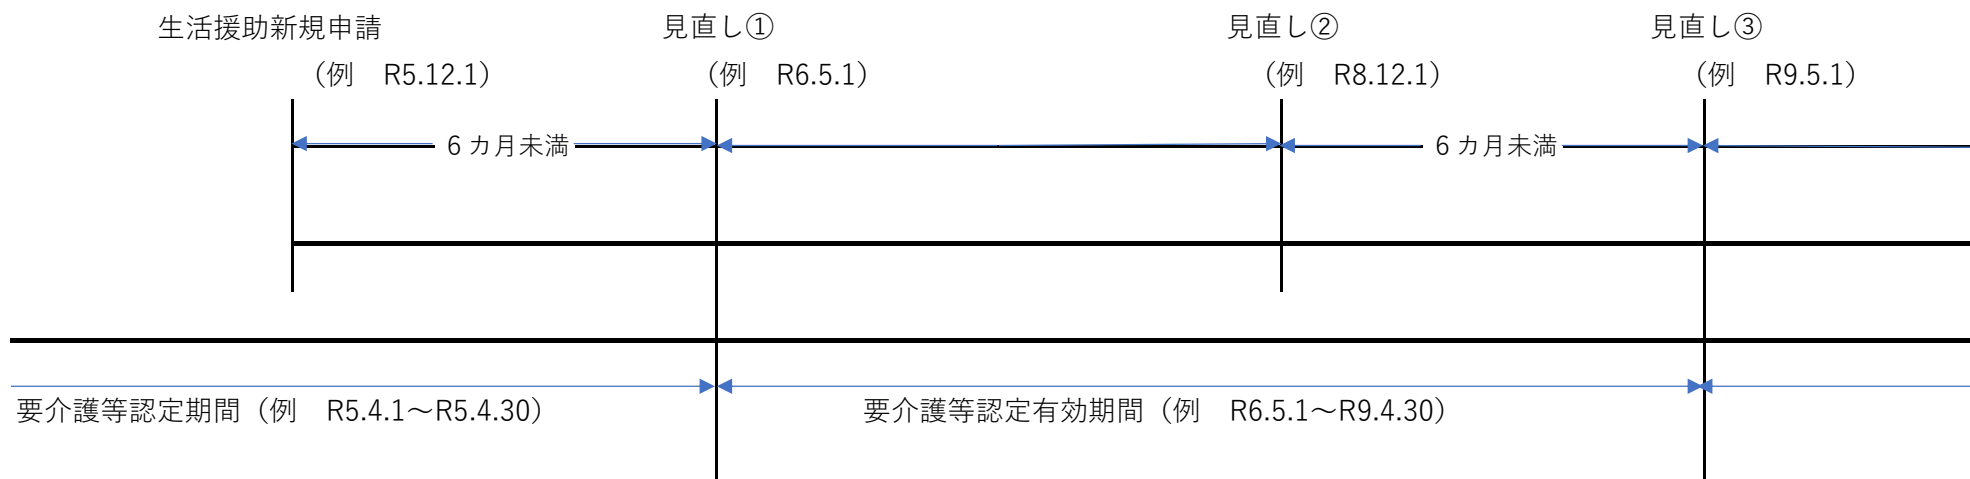 生活援助新規申請 見直し① 見直し② 見直し③
（例　R5.12.1） （例　R6.5.1） （例　R8.12.1） （例　R9.5.1）
6カ月未満 6カ月未満
要介護等認定期間（例　R5.4.1～R5.4.30） 要介護等認定有効期間（例　R6.5.1～R9.4.30）